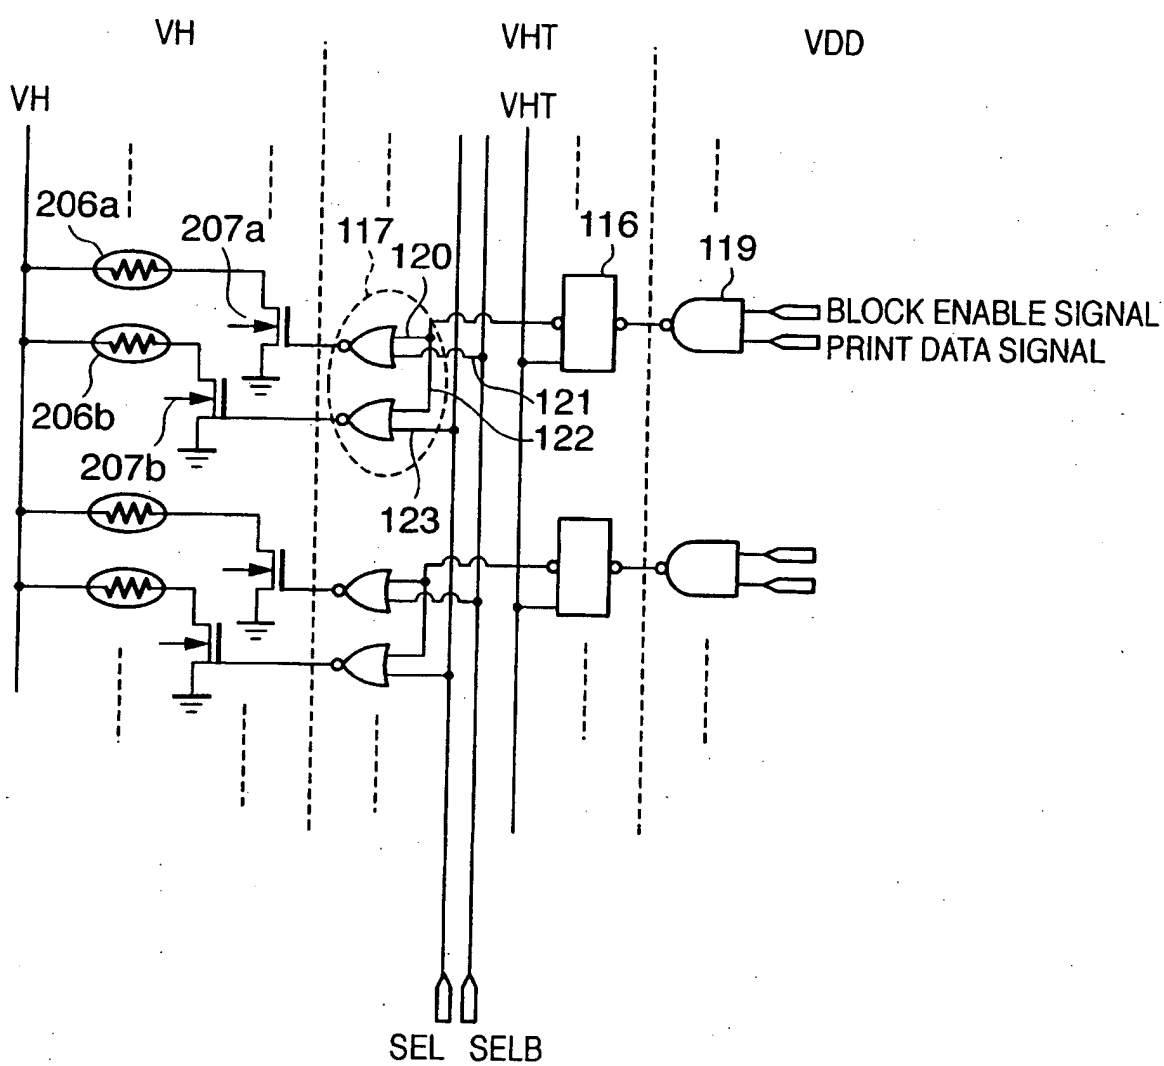 VH
VHT
VDD
VH
VHT
206a
207a
117
120
116
119
BLOCK ENABLE SIGNAL
PRINT DATA SIGNAL
206b
121
122
207b
123
SEL
SELB